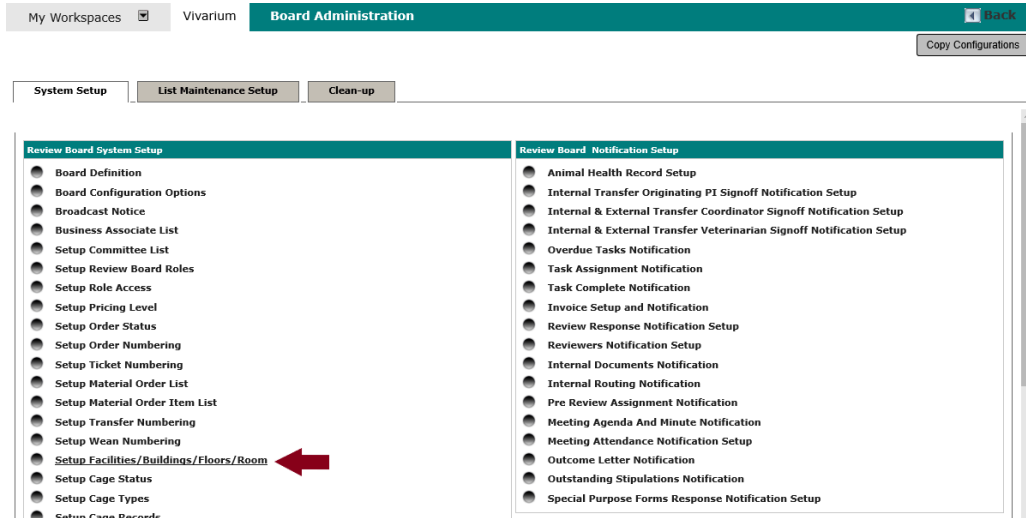 My Workspaces Vivarium Board Administration Back
Copy Configurations
System Setup List Maintenance Setup Clean-up
Review Board System Setup
Board Definition
Board Configuration Options
Broadcast Notice
Business Associate List
Setup Committee List
Setup Review Board Roles
Setup Role Access
Setup Pricing Level
Setup Order Status
Setup Order Numbering
Setup Ticket Numbering
Setup Material Order List
Setup Material Order Item List
Setup Transfer Numbering
Setup Wean Numbering
Setup Facilities/Buildings/Floors/Room
Setup Cage Status
Setup Cage Types
Setup Cage Records
Review Board Notification Setup
Animal Health Record Setup
Internal Transfer Originating PI Signoff Notification Setup
Internal & External Transfer Coordinator Signoff Notification Setup
Internal & External Transfer Veterinarian Signoff Notification Setup
Overdue Tasks Notification
Task Assignment Notification
Task Complete Notification
Invoice Setup and Notification
Review Response Notification Setup
Reviewers Notification Setup
Internal Documents Notification
Internal Routing Notification
Pre Review Assignment Notification
Meeting Agenda And Minute Notification
Meeting Attendance Notification Setup
Outcome Letter Notification
Outstanding Stipulations Notification
Special Purpose Forms Response Notification Setup